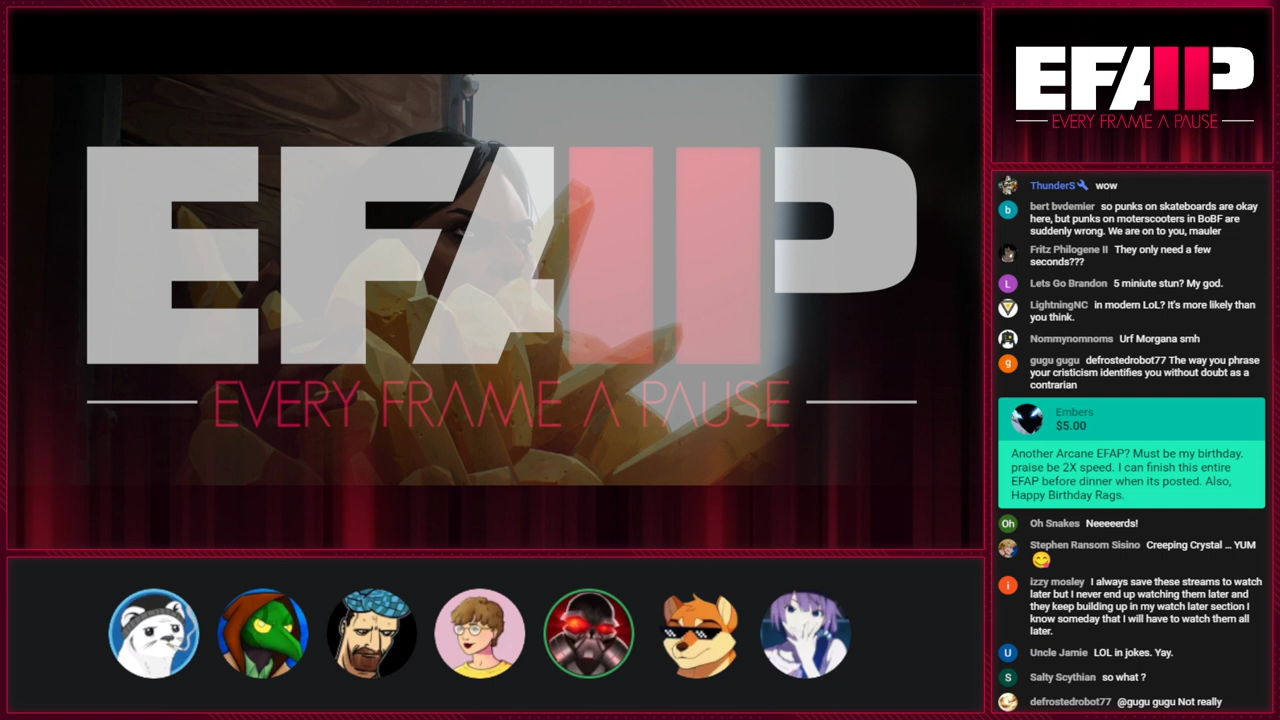 EFAP
EVERY FRAME A PAUSE
EFAP
EVERY FRAME A PAUSE
ThunderS wow
b
bert bvdemier so punks on skateboards are okay
here, but punks on moterscooters in BoBF are
suddenly wrong. We are on to you, mauler
Fritz Philogene II They only need a few
seconds???
L
Lets Go Brandon 5 miniute stun? My god.
LightningNC in modern LoL? It's more likely than
you think.
Nommynomnoms Urf Morgana smh
g
gugu gugu defrostedrobot77 The way you phrase
your cristicism identifies you without doubt as a
contrarian
Embers
$5.00
Another Arcane EFAP? Must be my birthday.
praise be 2X speed. I can finish this entire
EFAP before dinner when its posted. Also,
Happy Birthday Rags.
Oh
Oh Snakes Neeeeerds!
Stephen Ransom Sisino Creeping Crystal ... YUM
😋
i
izzy mosley I always save these streams to watch
later but I never end up watching them later and
they keep building up in my watch later section I
know someday that I will have to watch them all
later.
U
Uncle Jamie LOL in jokes. Yay.
S
Salty Scythian so what ?
defrostedrobot77 @gugu gugu Not really